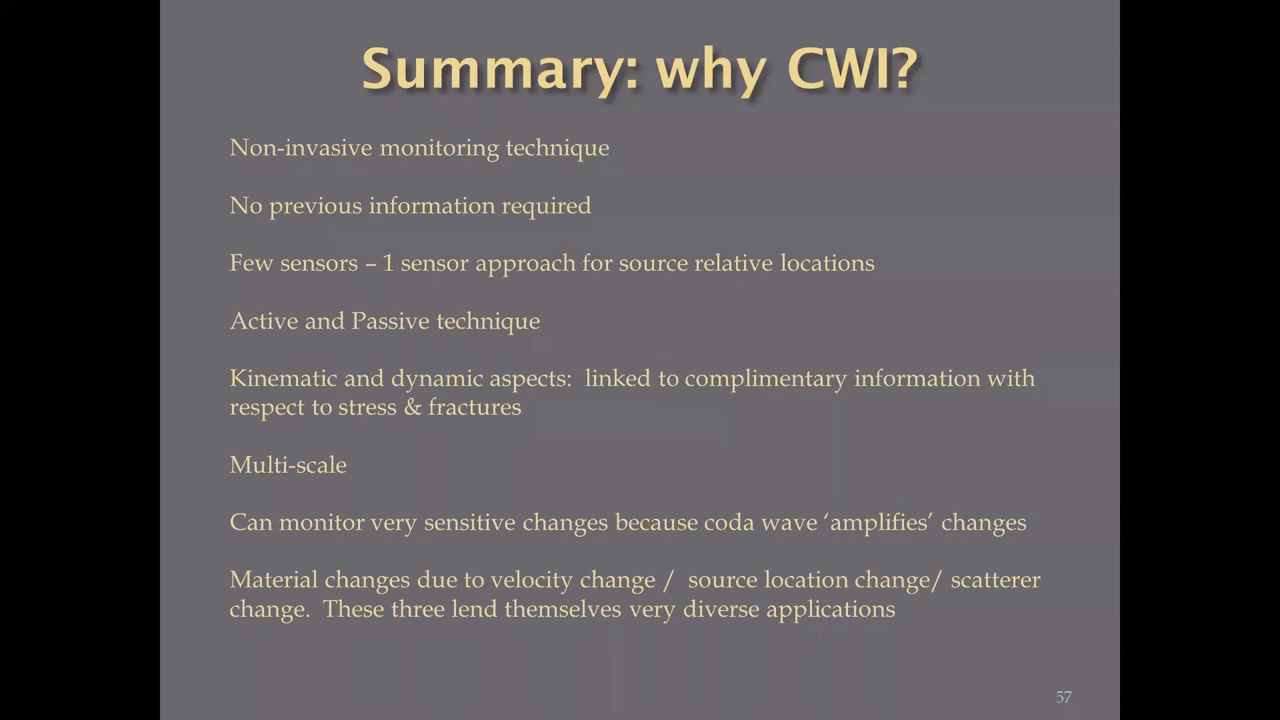 Summary: why CWI?
Non-invasive monitoring technique
No previous information required
Few sensors – 1 sensor approach for source relative locations
Active and Passive technique
Kinematic and dynamic aspects:  linked to complimentary information with
respect to stress & fractures
Multi-scale
Can monitor very sensitive changes because coda wave ‘amplifies’ changes
Material changes due to velocity change /  source location change/ scatterer
change.  These three lend themselves very diverse applications
57